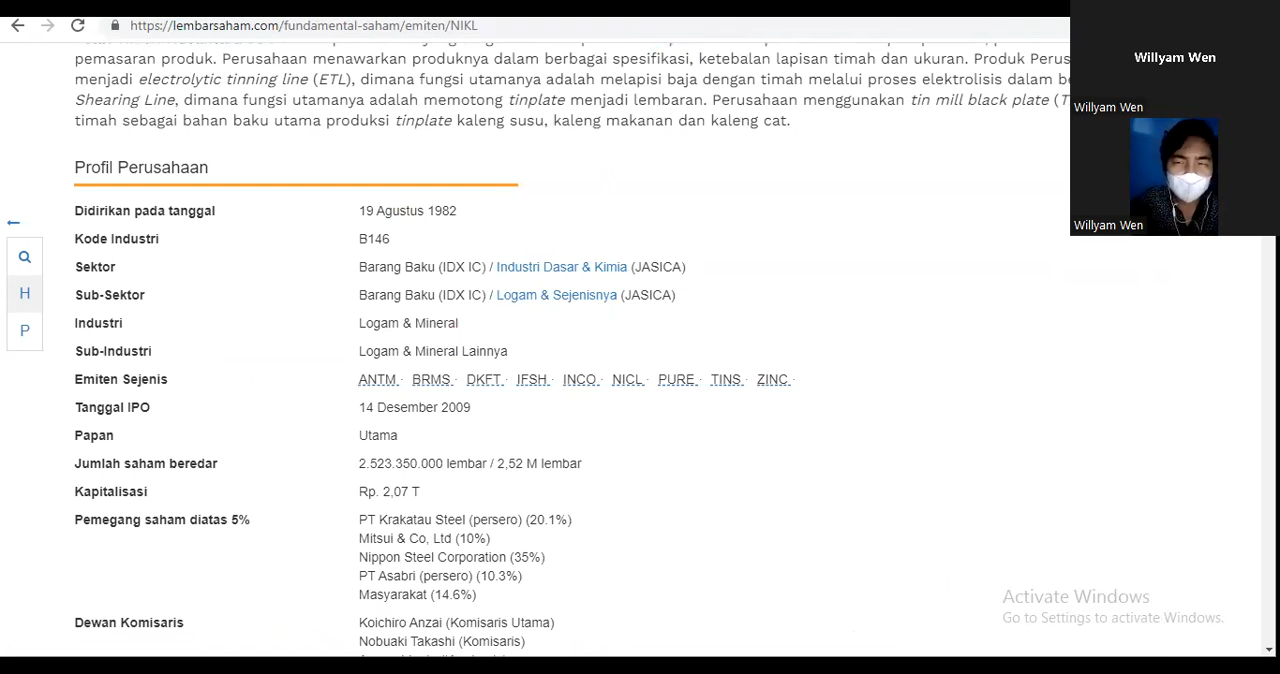 https://lembarsaham.com/fundamental-saham/emiten/NIKL
pemasaran produk. Perusahaan menawarkan produknya dalam berbagai spesifikasi, ketebalan lapisan timah dan ukuran. Produk Perus
menjadi electrolytic tinning line (ETL), dimana fungsi utamanya adalah melapisi baja dengan timah melalui proses elektrolisis dalam be
Shearing Line, dimana fungsi utamanya adalah memotong tinplate menjadi lembaran. Perusahaan menggunakan tin mill black plate (T
timah sebagai bahan baku utama produksi tinplate kaleng susu, kaleng makanan dan kaleng cat.
Willyam Wen
Willyam Wen
Willyam Wen
Profil Perusahaan
Didirikan pada tanggal 19 Agustus 1982
Kode Industri B146
Sektor Barang Baku (IDX IC) / Industri Dasar & Kimia (JASICA)
Sub-Sektor Barang Baku (IDX IC) / Logam & Sejenisnya (JASICA)
Industri Logam & Mineral
Sub-Industri Logam & Mineral Lainnya
Emiten Sejenis ANTM BRMS DKFT IFSH INCO NICL PURE TINS ZINC
Tanggal IPO 14 Desember 2009
Papan Utama
Jumlah saham beredar 2.523.350.000 lembar / 2,52 M lembar
Kapitalisasi Rp. 2,07 T
Pemegang saham diatas 5% PT Krakatau Steel (persero) (20.1%)
Mitsui & Co, Ltd (10%)
Nippon Steel Corporation (35%)
PT Asabri (persero) (10.3%)
Masyarakat (14.6%)
Dewan Komisaris Koichiro Anzai (Komisaris Utama)
Nobuaki Takashi (Komisaris)
H
P
Activate Windows
Go to Settings to activate Windows.